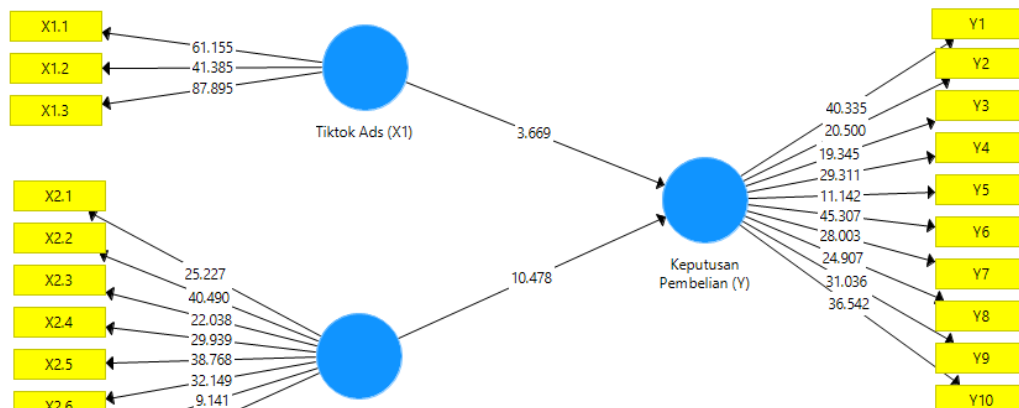 X1.1
X1.2
X1.3
61.155
41.385
87.895
Tiktok Ads (X1)
3.669
X2.1
X2.2
X2.3
X2.4
X2.5
X2.6
25.227
40.490
22.038
29.939
38.768
32.149
9.141
10.478
Keputusan
Pembelian (Y)
40.335
20.500
19.345
29.311
11.142
45.307
28.003
24.907
31.036
36.542
Y1
Y2
Y3
Y4
Y5
Y6
Y7
Y8
Y9
Y10